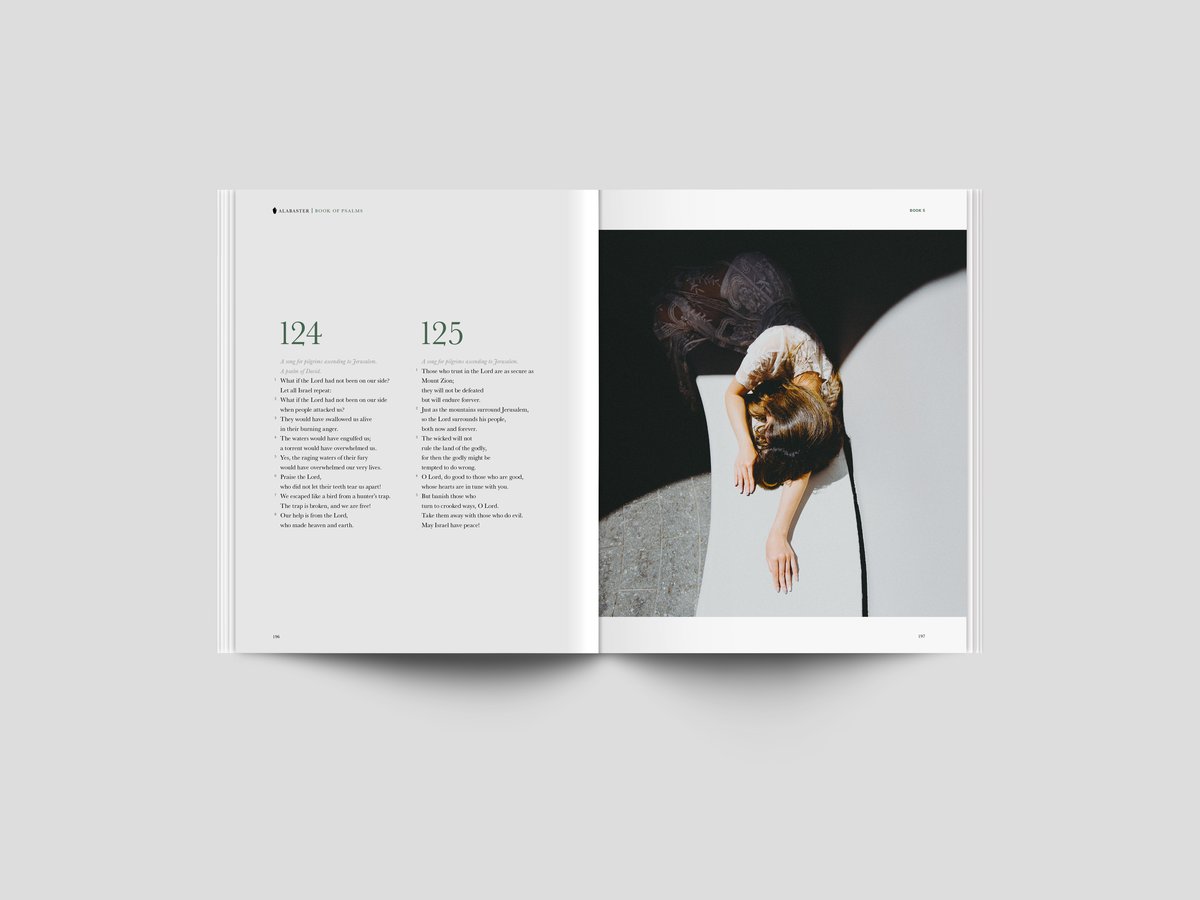 ALABASTER | BOOK OF PSALMS
124
A song for pilgrims ascending to Jerusalem.
A psalm of David.
1 What if the Lord had not been on our side?
Let all Israel repeat:
2 What if the Lord had not been on our side
when people attacked us?
3 They would have swallowed us alive
in their burning anger.
4 The waters would have engulfed us;
a torrent would have overwhelmed us.
5 Yes, the raging waters of their fury
would have overwhelmed our very lives.
6 Praise the Lord,
who did not let their teeth tear us apart!
7 We escaped like a bird from a hunter's trap.
The trap is broken, and we are free!
8 Our help is from the Lord,
who made heaven and earth.
196
125
A song for pilgrims ascending to Jerusalem.
1 Those who trust in the Lord are as secure as
Mount Zion;
they will not be defeated
but will endure forever.
2 Just as the mountains surround Jerusalem,
so the Lord surrounds his people,
both now and forever.
3 The wicked will not
rule the land of the godly,
for then the godly might be
tempted to do wrong.
4 O Lord, do good to those who are good,
whose hearts are in tune with you.
5 But banish those who
turn to crooked ways, O Lord.
Take them away with those who do evil.
May Israel have peace!
BOOK 5
197